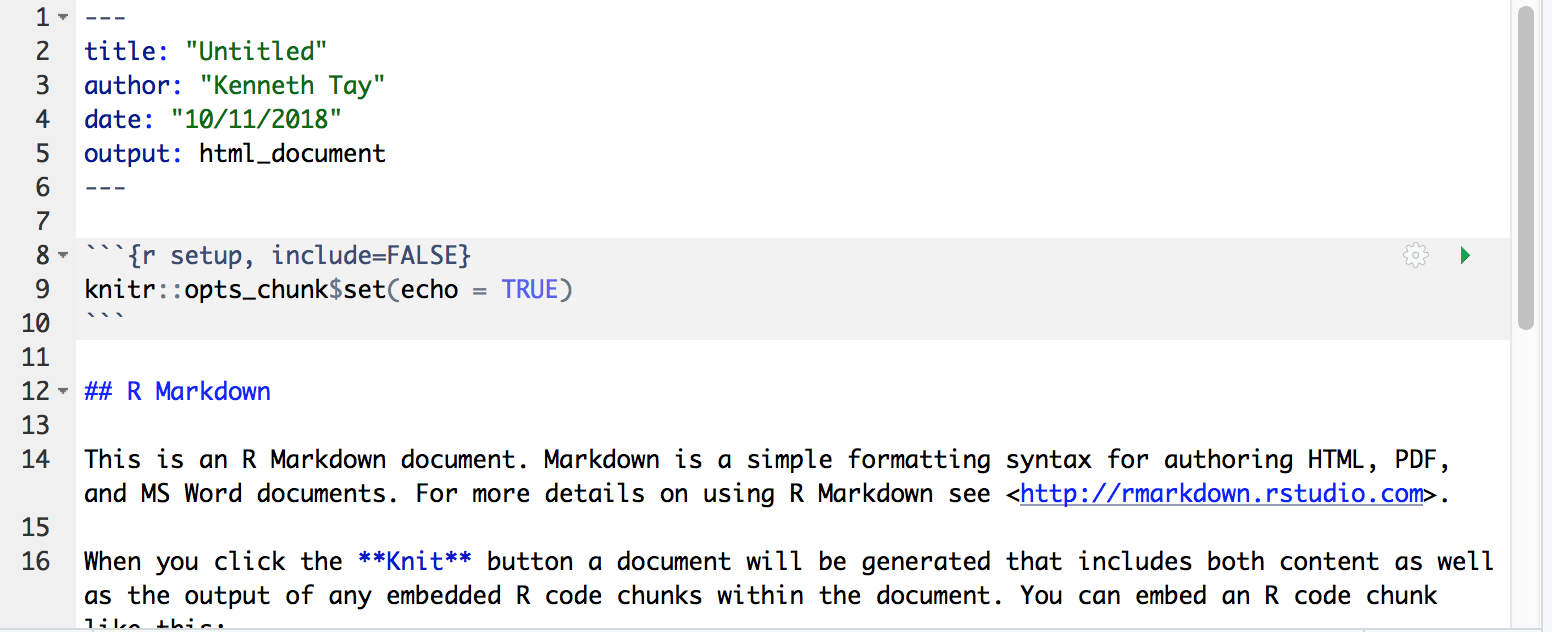 1 ---
2 title: "Untitled"
3 author: "Kenneth Tay"
4 date: "10/11/2018"
5 output: html_document
6 ---
7
8 ```{r setup, include=FALSE}
9 knitr::opts_chunk$set(echo = TRUE)
10 ```
11
12 ## R Markdown
13
14 This is an R Markdown document. Markdown is a simple formatting syntax for authoring HTML, PDF,
and MS Word documents. For more details on using R Markdown see <http://rmarkdown.rstudio.com>.
15
16 When you click the **Knit** button a document will be generated that includes both content as well
as the output of any embedded R code chunks within the document. You can embed an R code chunk
like this: